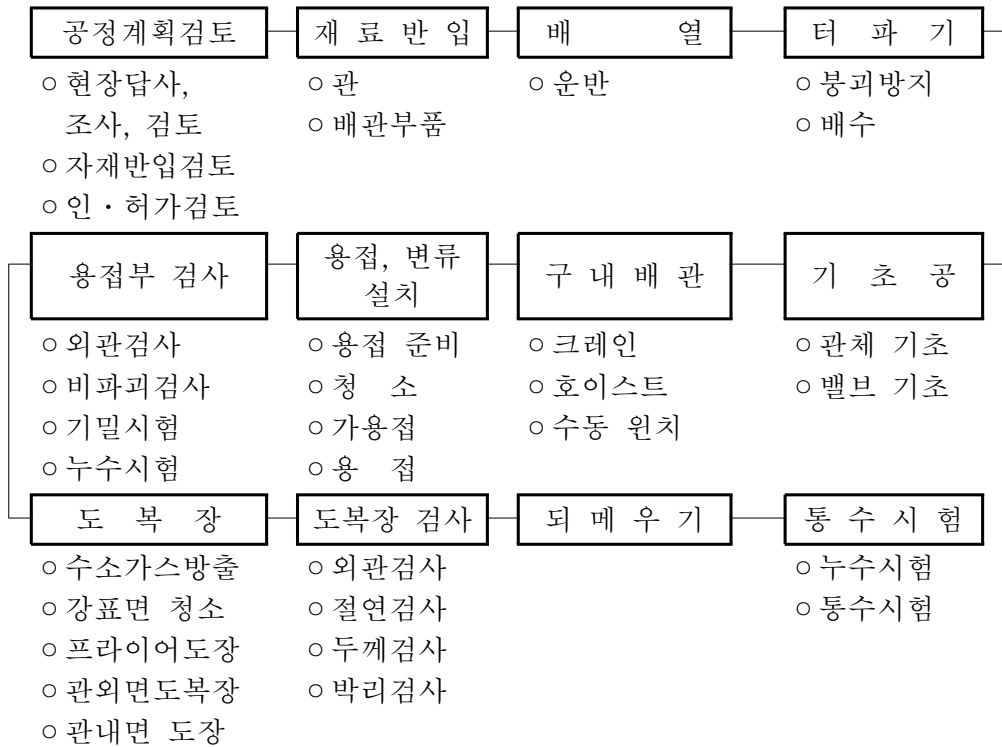 공정계획검토 재 료 반 입 배 열 터 파 기
○ 현장답사, ○ 관 ○ 운반 ○ 붕괴방지
조사, 검토 ○ 배관부품 ○ 배수
○ 자재반입검토
○ 인・허가검토
용접부 검사 용접, 변류 설치 구 내 배 관 기 초 공
○ 외관검사 ○ 용접 준비 ○ 크레인 ○ 관체 기초
○ 비파괴검사 ○ 청 소 ○ 호이스트 ○ 밸브 기초
○ 기밀시험 ○ 가용접 ○ 수동 윈치
○ 누수시험 ○ 용 접
도 복 장 도복장 검사 되 메 우 기 통 수 시 험
○ 수소가스방출 ○ 외관검사 ○ 누수시험
○ 강표면 청소 ○ 절연검사 ○ 통수시험
○ 프라이어도장 ○ 두께검사
○ 관외면도복장 ○ 박리검사
○ 관내면 도장